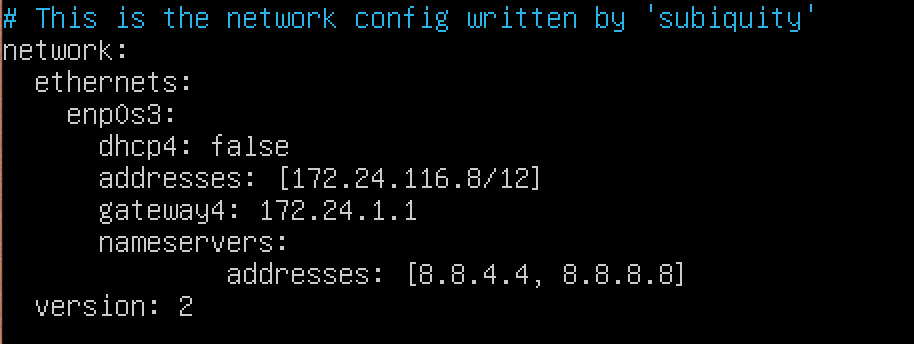 # This is the network config written by 'subiquity'
network:
  ethernets:
    enp0s3:
      dhcp4: false
      addresses: [172.24.116.8/12]
      gateway4: 172.24.1.1
      nameservers:
              addresses: [8.8.4.4, 8.8.8.8]
  version: 2